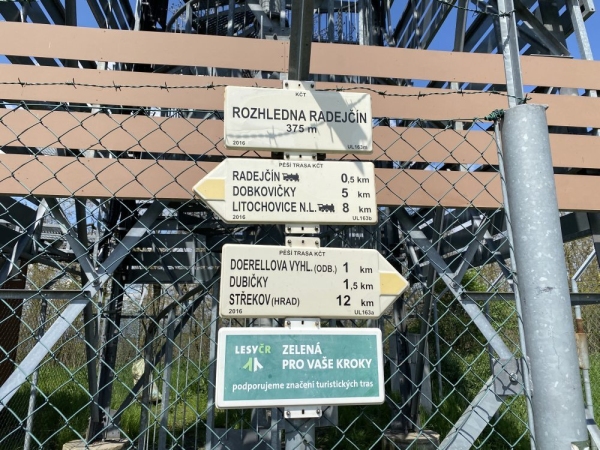 KČT
ROZHLEDNA RADEJČÍN
375 m
2016 UL163m
PĚŠÍ TRASA KČT
RADEJČÍN 0,5 km
DOBKOVIČKY 5 km
LITOCHOVICE N.L. 8 km
2016 UL163b
PĚŠÍ TRASA KČT
DOERELLOVA VYHL. (ODB.) 1 km
DUBIČKY 1,5 km
STŘEKOV (HRAD) 12 km
2016 UL163a
LESYČR ZELENÁ
PRO VAŠE KROKY
podporujeme značení turistických tras